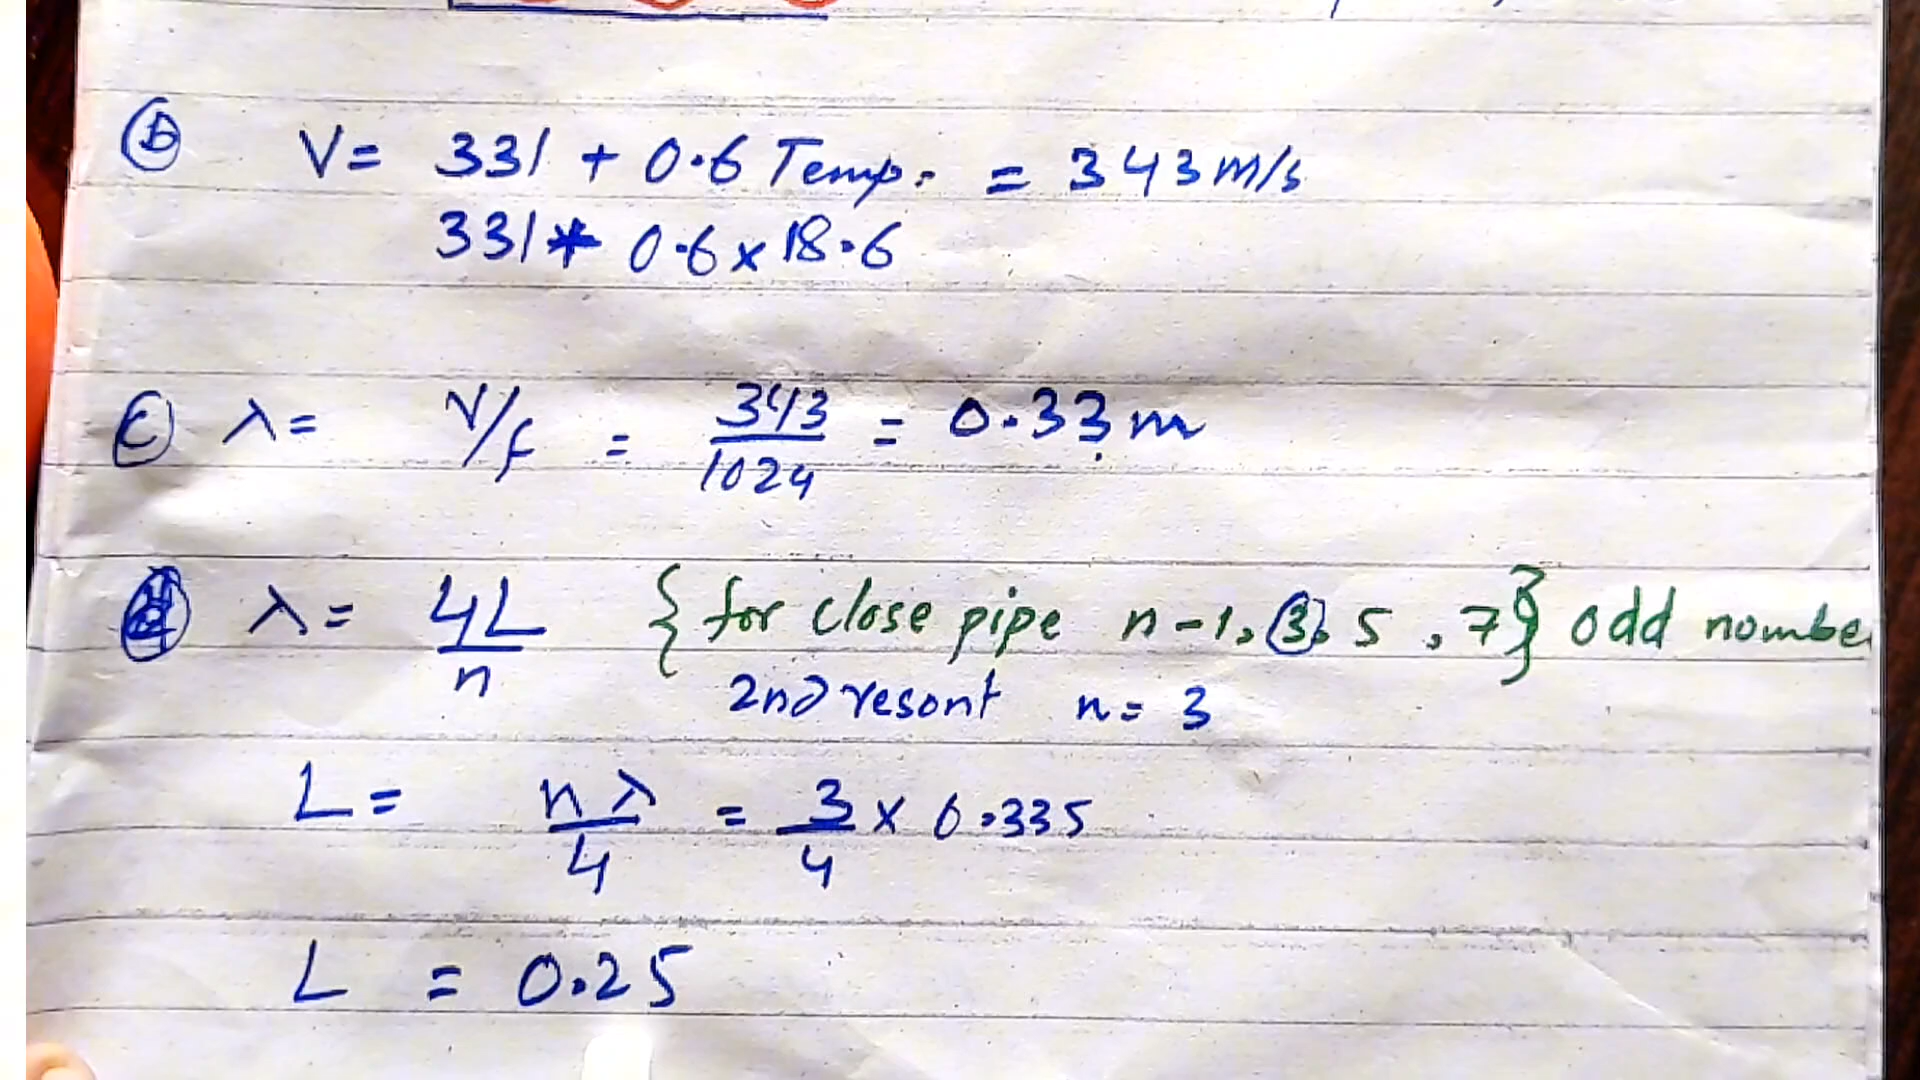 (b) V = 331 + 0.6 Temp. = 343 m/s
331 * 0.6 x 18.6
(c) λ = V/f = 343/1024 = 0.33 m
(d) λ = 4L/n { for close pipe n - 1, 3, 5, 7} odd numbe
2nd resont n = 3
L = nλ/4 = 3/4 x 0.335
L = 0.25